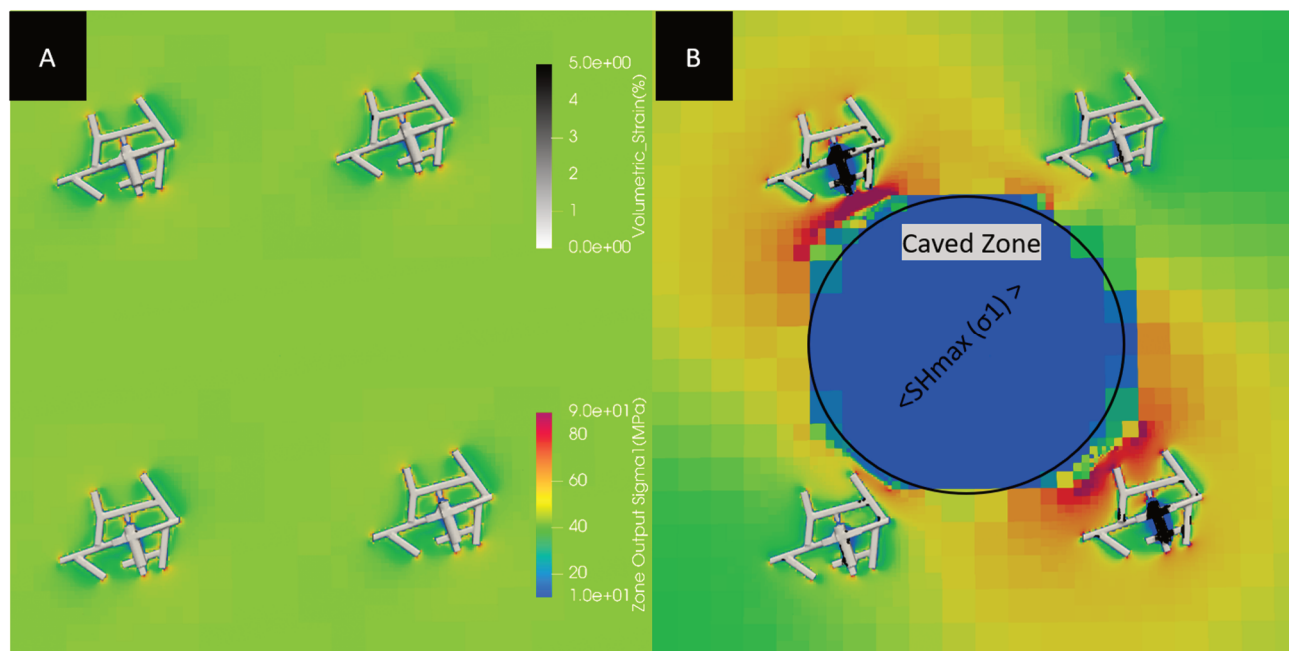 A
5.0e+00
4
3
2
1
0.0e+00
Volumetric_Strain(%)
9.0e+01
80
60
40
20
1.0e+01
Zone Output Sigma1(MPa)
B
Caved Zone
<SHmax (σ1) >